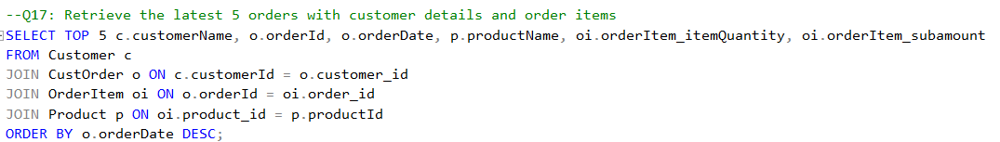 --Q17: Retrieve the latest 5 orders with customer details and order items
SELECT TOP 5 c.customerName, o.orderId, o.orderDate, p.productName, oi.orderItem_itemQuantity, oi.orderItem_subamount
FROM Customer c
JOIN CustOrder o ON c.customerId = o.customer_id
JOIN OrderItem oi ON o.orderId = oi.order_id
JOIN Product p ON oi.product_id = p.productId
ORDER BY o.orderDate DESC;